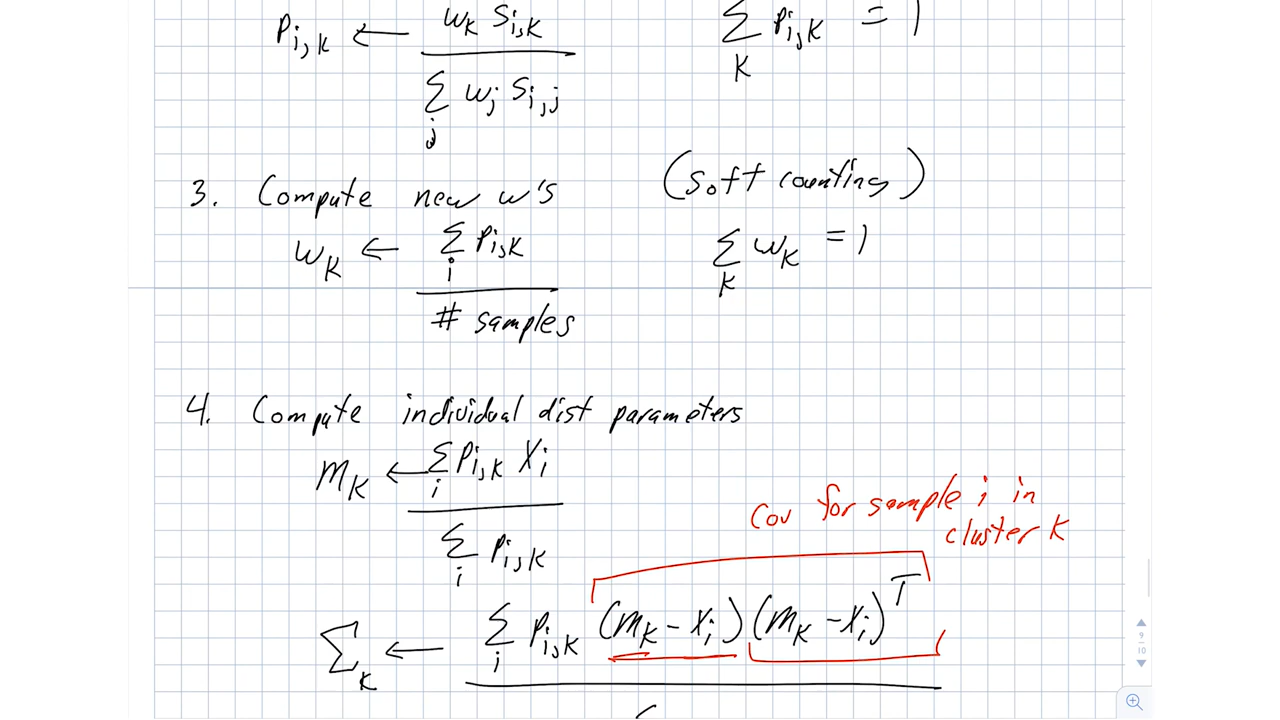 P_{i,k} ← w_k S_{i,k} / Σ_j w_j S_{i,j}
Σ_k P_{i,k} = 1
3. Compute new w's
(soft counting)
w_k ← Σ_i P_{i,k} / # samples
Σ_k w_k = 1
4. Compute individual dist parameters
m_k ← Σ_i P_{i,k} X_i / Σ_i P_{i,k}
Cov for sample i in
cluster k
Σ_k ← Σ_i P_{i,k} (m_k - X_i) (m_k - X_i)^T
9
10